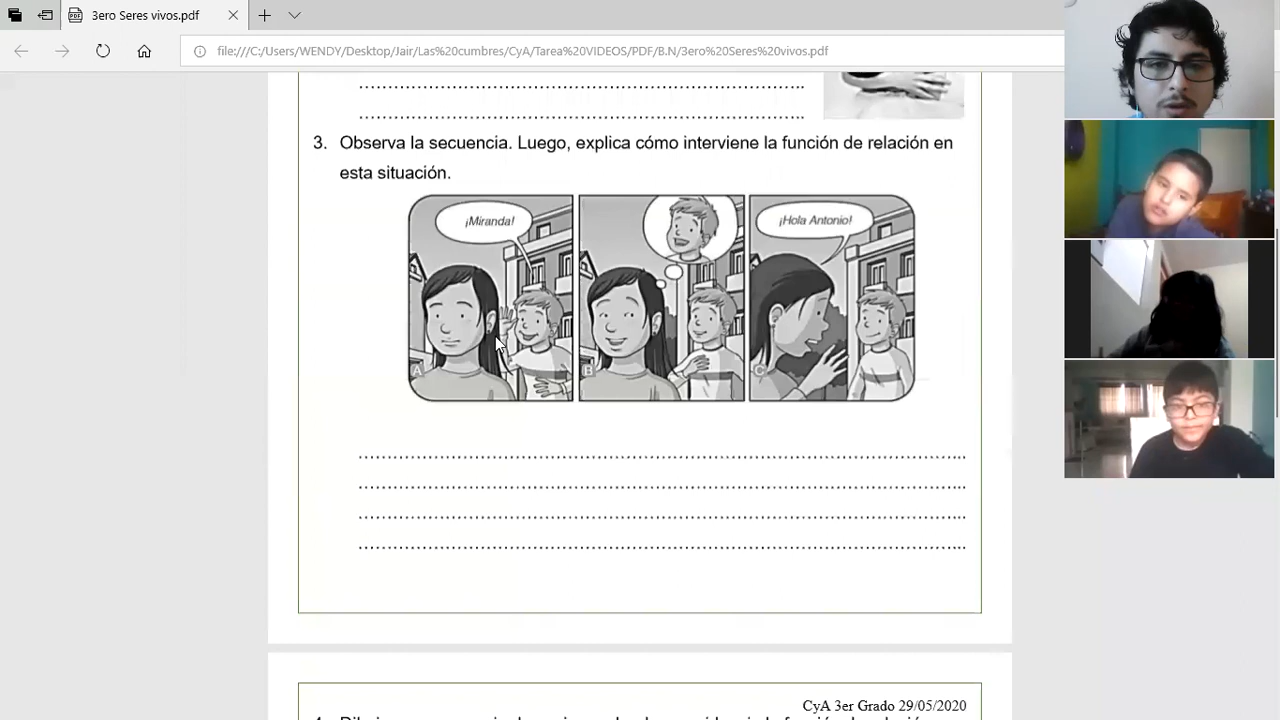 3ero Seres vivos.pdf
file:///C:/Users/WENDY/Desktop/Jair/Las%20cumbres/CyA/Tarea%20VIDEOS/PDF/B.N/3ero%20Seres%20vivos.pdf
3. Observa la secuencia. Luego, explica cómo interviene la función de relación en
esta situación.
¡Miranda!
¡Hola Antonio!
A
B
C
CyA 3er Grado 29/05/2020